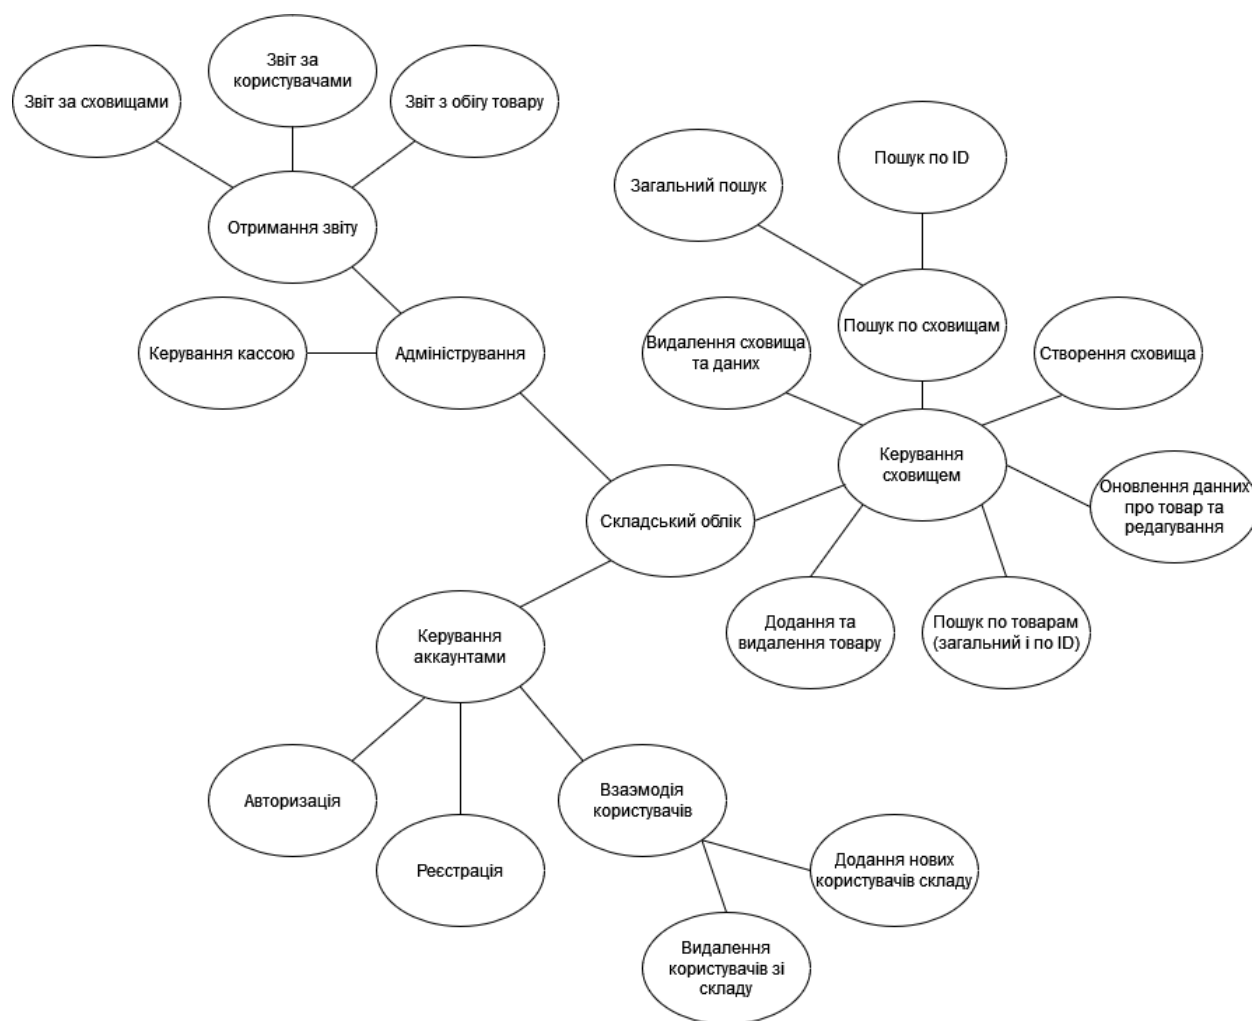 Звіт за
користувачами
Звіт за сховищами
Звіт з обігу товару
Пошук по ID
Загальний пошук
Отримання звіту
Пошук по сховищам
Керування кассою
Адміністрування
Видалення сховища
та даних
Створення сховища
Керування
сховищем
Оновлення данних
про товар та
редагування
Складський облік
Додання та
видалення товару
Пошук по товарам
(загальний і по ID)
Керування
аккаунтами
Авторизація
Взаэмодія
користувачів
Реєстрація
Додання нових
користувачів складу
Видалення
користувачів зі
складу